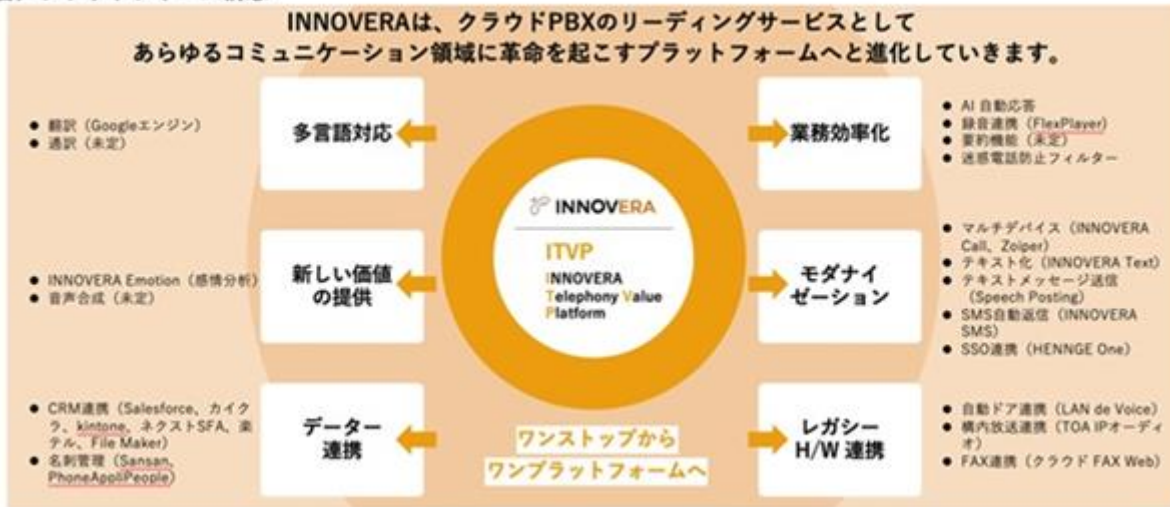 INNOVERAは、クラウドPBXのリーディングサービスとして
あらゆるコミュニケーション領域に革命を起こすプラットフォームへと進化していきます。
● 翻訳（Googleエンジン）
● 通訳（未定）
多言語対応
● INNOVERA Emotion（感情分析）
● 音声合成（未定）
新しい価値
の提供
● CRM連携（Salesforce、カイク
ラ、kintone、ネクストSFA、楽
テル、File Maker）
● 名刺管理（Sansan、
PhoneAppliPeople）
データー
連携
INNOVERA
ITVP
INNOVERA
Telephony Value
Platform
ワンストップから
ワンプラットフォームへ
業務効率化
● AI 自動応答
● 録音連携（FlexPlayer）
● 要約機能（未定）
● 迷惑電話防止フィルター
モダナイ
ゼーション
● マルチデバイス（INNOVERA
Call、Zoiper）
● テキスト化（INNOVERA Text）
● テキストメッセージ送信
（Speech Posting）
● SMS自動返信（INNOVERA
SMS）
● SSO連携（HENNGE One）
レガシー
H/W 連携
● 自動ドア連携（LAN de Voice）
● 構内放送連携（TOA IPオーディ
オ）
● FAX連携（クラウド FAX Web）